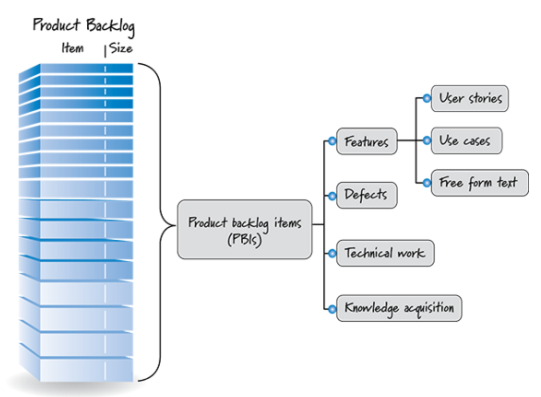 Product Backlog
Item | Size
User stories
Features
Use cases
Free form text
Defects
Product backlog items
(PBIs)
Technical work
Knowledge acquisition